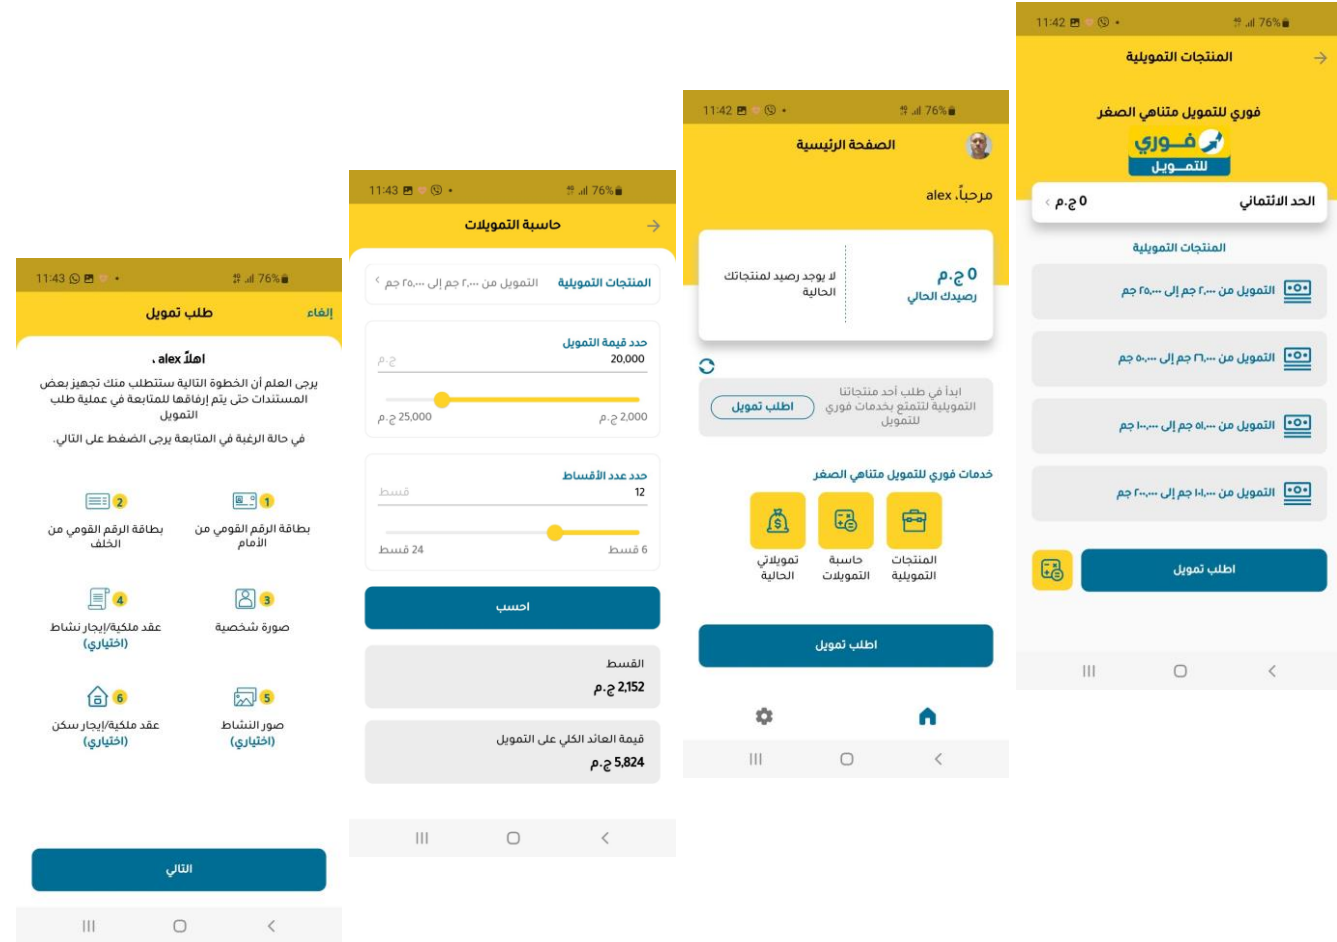 11:42
76%
المنتجات التمويلية
فوري للتمويل متناهي الصغر
فـوري
للتمـــويـل
الحد الائتماني
0 ج.م
المنتجات التمويلية
التمويل من ٢,٠٠٠ جم إلى ٢٥,٠٠٠ جم
التمويل من ٢٦,٠٠٠ جم إلى ٥٠,٠٠٠ جم
التمويل من ٥١,٠٠٠ جم إلى ١٠٠,٠٠٠ جم
التمويل من ١٠١,٠٠٠ جم إلى ٢٠٠,٠٠٠ جم
اطلب تمويل
11:42
76%
الصفحة الرئيسية
مرحباً، alex
0 ج.م
رصيدك الحالي
لا يوجد رصيد لمنتجاتك
الحالية
ابدأ في طلب أحد منتجاتنا
التمويلية لتتمتع بخدمات فوري
للتمويل
اطلب تمويل
خدمات فوري للتمويل متناهي الصغر
المنتجات
التمويلية
حاسبة
التمويلات
تمويلاتي
الحالية
اطلب تمويل
11:43
76%
حاسبة التمويلات
المنتجات التمويلية
التمويل من ٢,٠٠٠ جم إلى ٢٥,٠٠٠ جم
حدد قيمة التمويل
20,000
ج.م
2,000 ج.م
25,000 ج.م
حدد عدد الأقساط
12
قسط
6 قسط
24 قسط
احسب
القسط
2,152 ج.م
قيمة العائد الكلي على التمويل
5,824 ج.م
11:43
76%
إلغاء
طلب تمويل
اهلاً alex ،
يرجى العلم أن الخطوة التالية ستتطلب منك تجهيز بعض
المستندات حتى يتم إرفاقها للمتابعة في عملية طلب
التمويل
في حالة الرغبة في المتابعة يرجى الضغط على التالي.
1
بطاقة الرقم القومي من
الأمام
2
بطاقة الرقم القومي من
الخلف
3
صورة شخصية
4
عقد ملكية/إيجار نشاط
(اختياري)
5
صور النشاط
(اختياري)
6
عقد ملكية/إيجار سكن
(اختياري)
التالي